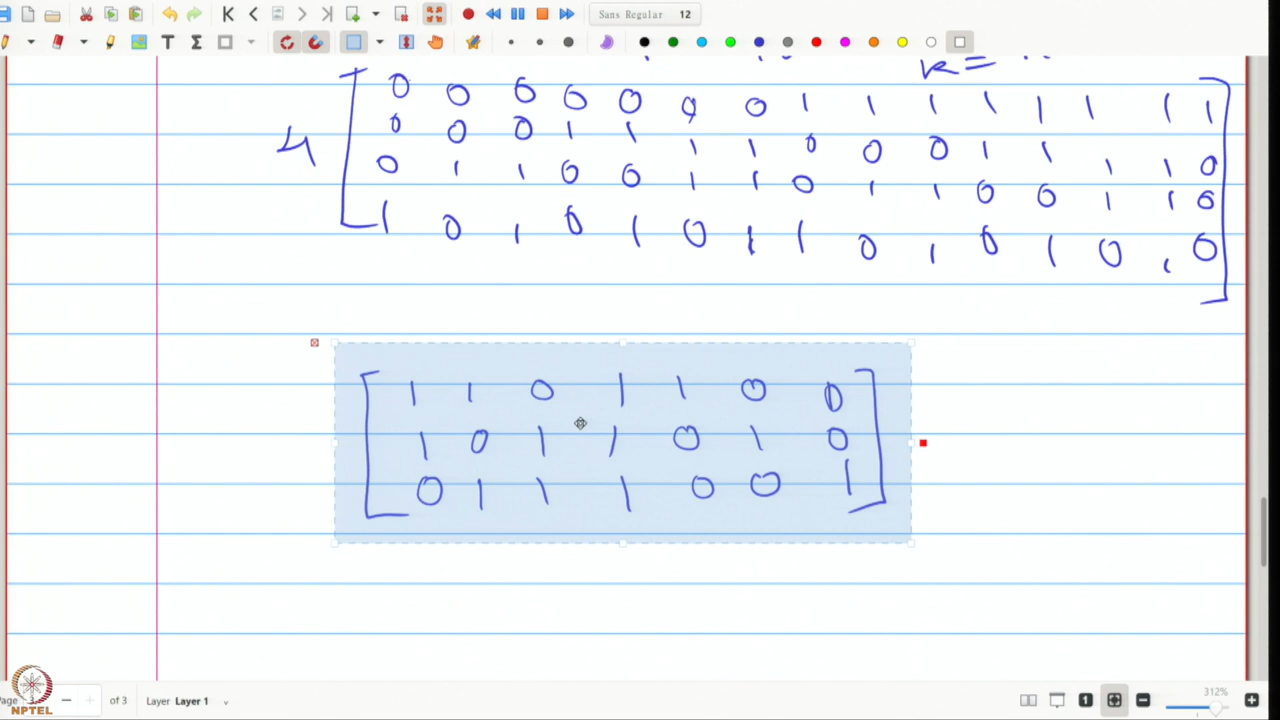 Sans Regular 12
k =
0 0 0 0 0 0 0 1 1 1 1 1 1 1 1
0 0 0 1 1 1 1 0 0 0 1 1 1 1 0
4
0 1 1 0 0 1 1 0 1 1 0 0 1 1 0
1 0 1 0 1 0 1 1 0 1 0 1 0 1 0
1 1 0 1 1 0 0
1 0 1 1 0 1 0
0 1 1 1 0 0 1
Page of 3 Layer Layer 1 312%
NPTEL